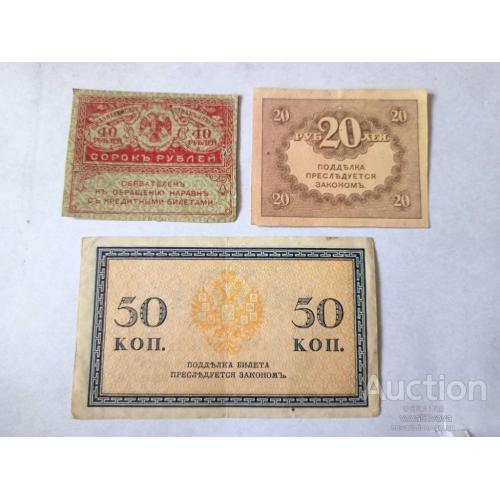 40 РУБЛЕЙ
40 РУБЛЕЙ
СОРОКЪ РУБЛЕЙ
ОБЯЗАТЕЛЕНЪ
КЪ ОБРАЩЕНІЮ НАРАВНѢ
СЪ КРЕДИТНЫМИ БИЛЕТАМИ
20 20
РУБ 20 ЛЕЙ.
ПОДДѢЛКА
ПРЕСЛѢДУЕТСЯ
ЗАКОНОМЪ.
20 20
50 50
КОП. КОП.
ПОДДѢЛКА БИЛЕТА
ПРЕСЛѢДУЕТСЯ ЗАКОНОМЪ.
Auction